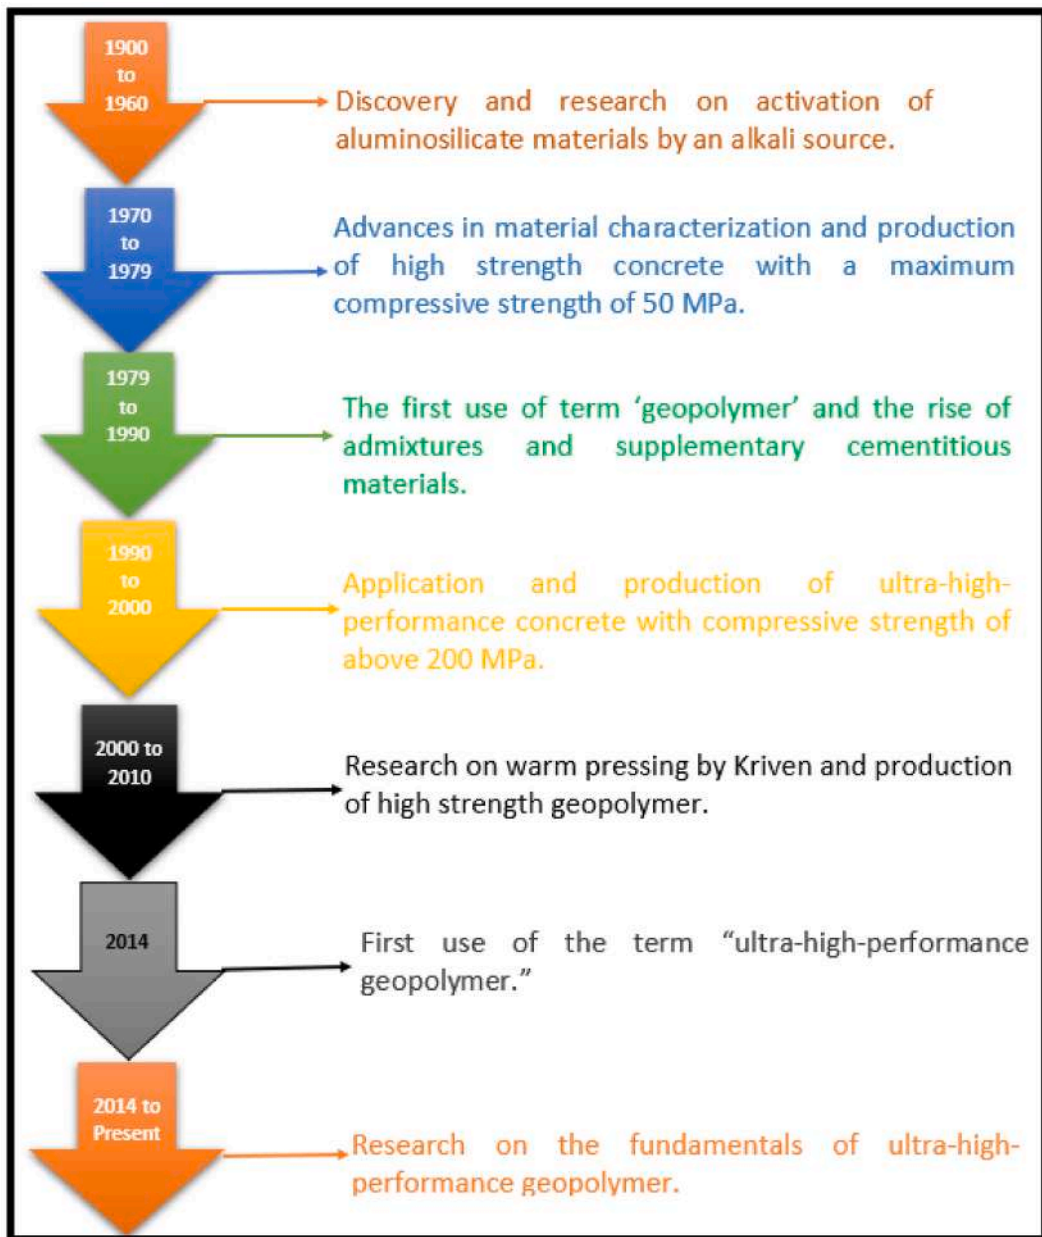 1900
to
1960
Discovery and research on activation of
aluminosilicate materials by an alkali source.
1970
to
1979
Advances in material characterization and production
of high strength concrete with a maximum
compressive strength of 50 MPa.
1979
to
1990
The first use of term ‘geopolymer’ and the rise of
admixtures and supplementary cementitious
materials.
1990
to
2000
Application and production of ultra-high-
performance concrete with compressive strength of
above 200 MPa.
2000 to
2010
Research on warm pressing by Kriven and production
of high strength geopolymer.
2014
First use of the term “ultra-high-performance
geopolymer.”
2014 to
Present
Research on the fundamentals of ultra-high-
performance geopolymer.